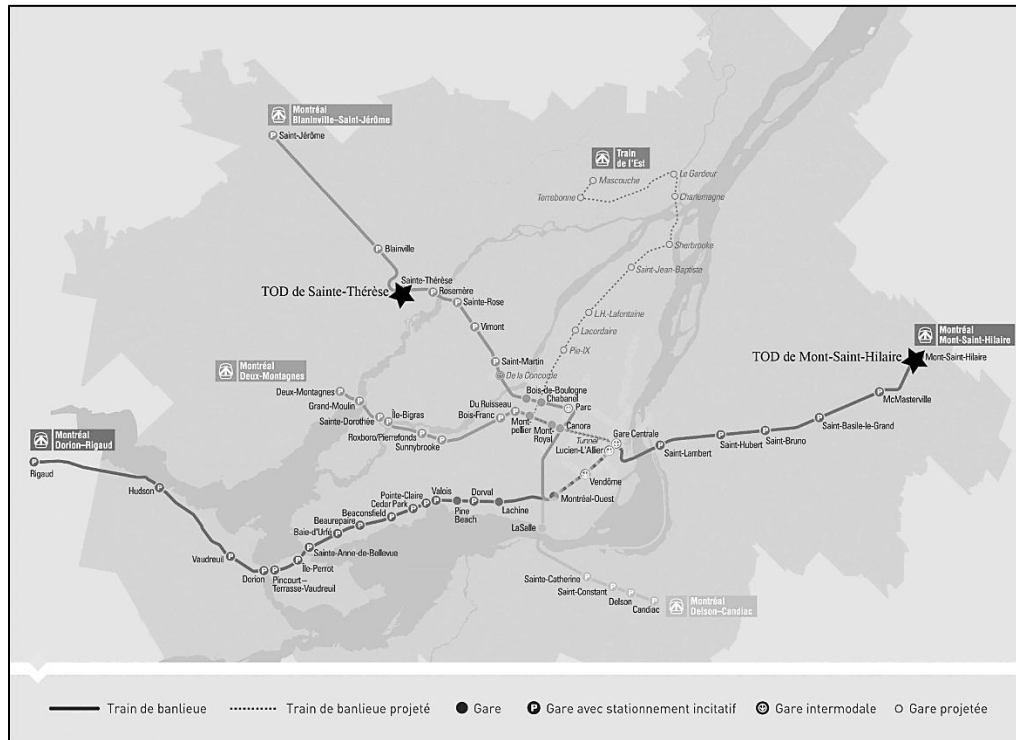 Montréal
Blaninville–Saint-Jérôme
Saint-Jérôme
Train
de l'Est
Mascouche
Le Gardeur
Terrebonne
Charlemagne
Blainville
Sherbrooke
Saint-Jean-Baptiste
Sainte-Thérèse
TOD de Sainte-Thérèse
Rosemère
Sainte-Rose
Vimont
L.H.-Lafontaine
Lacordaire
Pie-IX
Montréal
Mont-Saint-Hilaire
TOD de Mont-Saint-Hilaire
Mont-Saint-Hilaire
Saint-Martin
De la Concorde
Montréal
Deux-Montagnes
Deux-Montagnes
Grand-Moulin
Île-Bigras
Sainte-Dorothée
Roxboro/Pierrefonds
Sunnybrooke
Du Ruisseau
Bois-Franc
Bois-de-Boulogne
Chabanel
Parc
Mont-
pellier
Mont-
Royal
Canora
McMasterville
Saint-Basile-le-Grand
Saint-Bruno
Saint-Hubert
Saint-Lambert
Gare Centrale
Tunnel
Lucien-L'Allier
Vendôme
Montréal-Ouest
Montréal
Dorion–Rigaud
Rigaud
Hudson
Vaudreuil
Dorion
Pincourt–
Terrasse-Vaudreuil
Île-Perrot
Sainte-Anne-de-Bellevue
Baie-d'Urfé
Beaurepaire
Beaconsfield
Cedar Park
Pointe-Claire
Valois
Pine
Beach
Dorval
Lachine
LaSalle
Sainte-Catherine
Saint-Constant
Delson
Candiac
Montréal
Delson–Candiac
Train de banlieue
Train de banlieue projeté
Gare
P Gare avec stationnement incitatif
Gare intermodale
Gare projetée